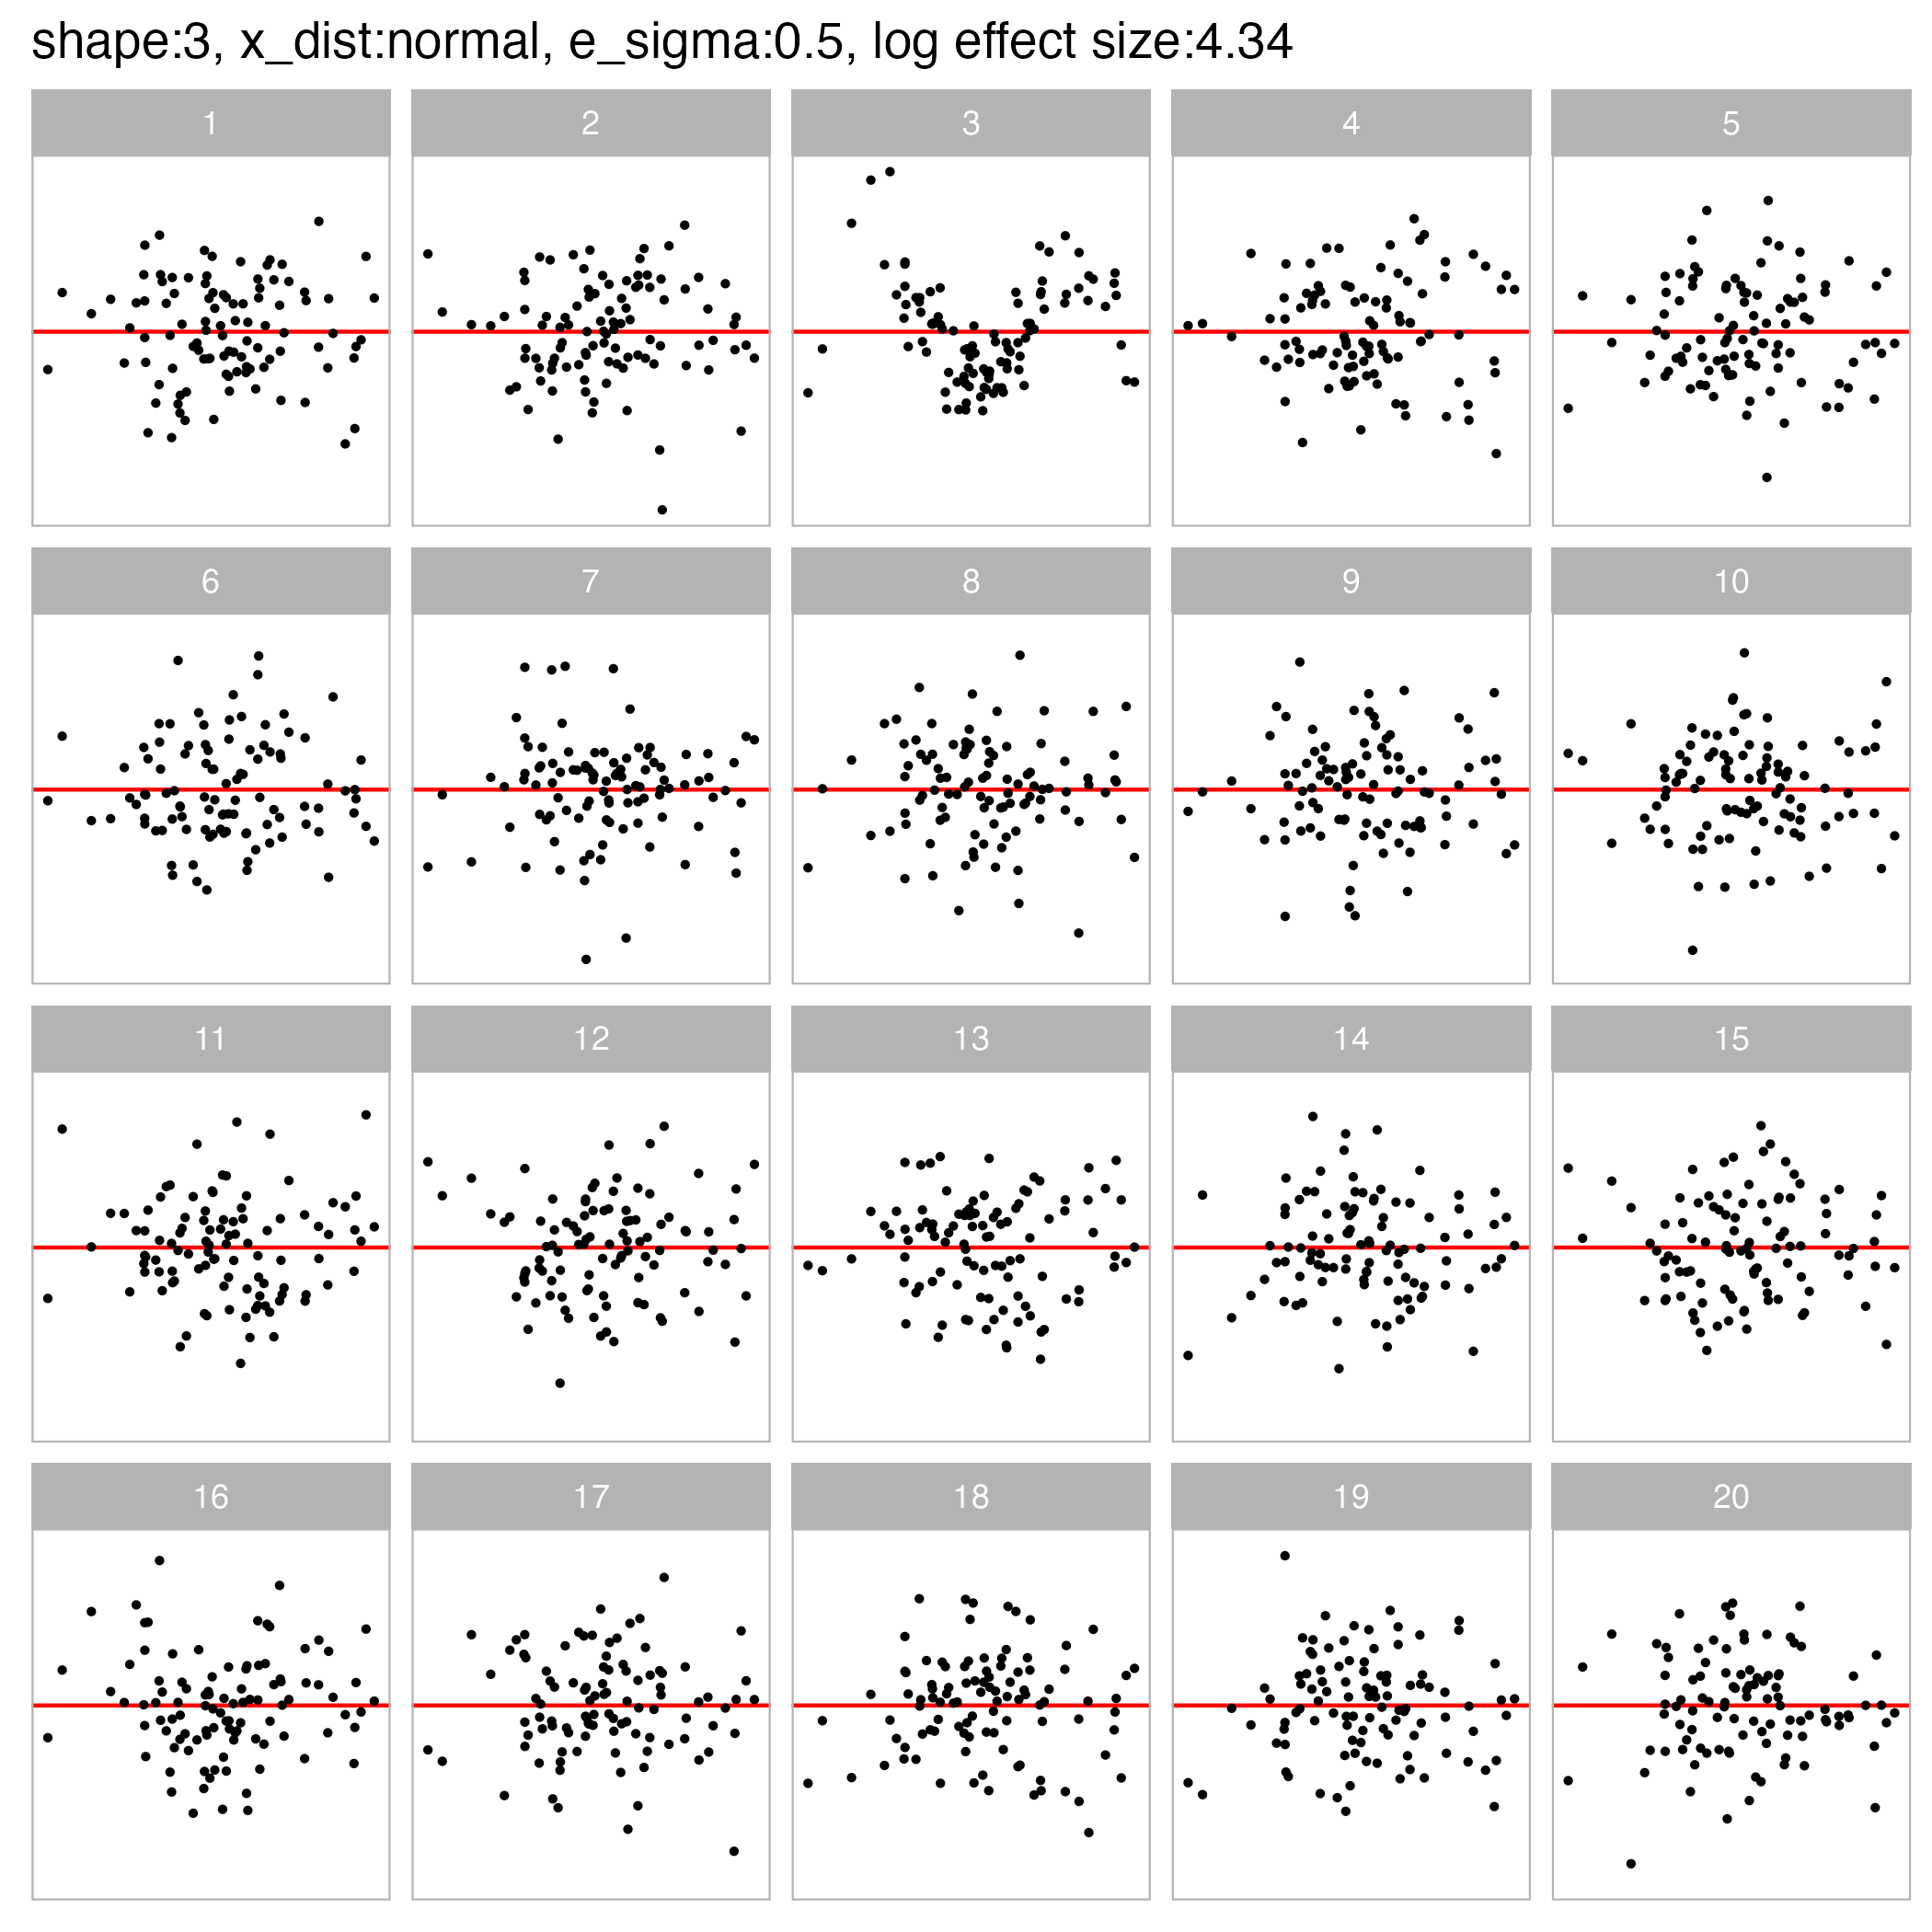 shape:3, x_dist:normal, e_sigma:0.5, log effect size:4.34
1 2 3 4 5
6 7 8 9 10
11 12 13 14 15
16 17 18 19 20